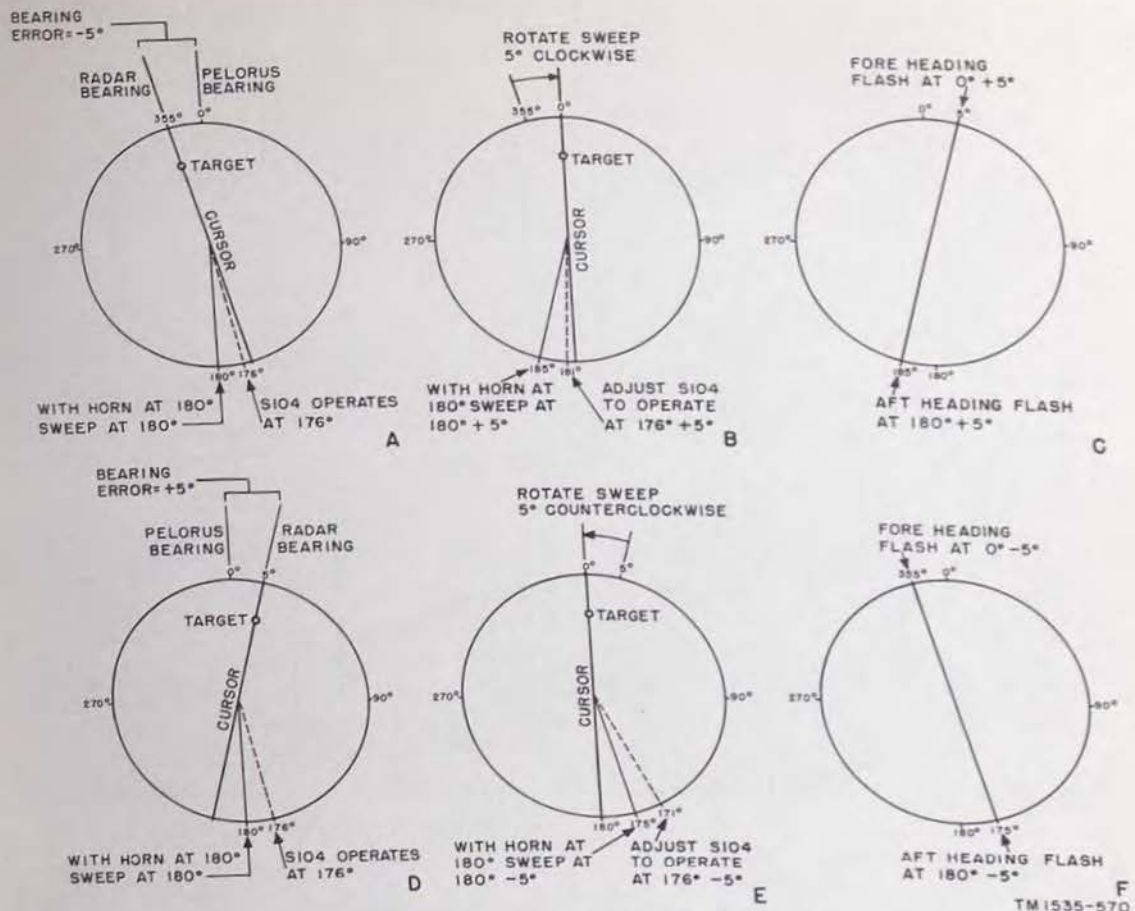 BEARING
ERROR=-5°
RADAR
BEARING
PELORUS
BEARING
355°
0°
TARGET
CURSOR
270°
90°
180°
176°
WITH HORN AT 180°
SWEEP AT 180°
S104 OPERATES
AT 176°
A
ROTATE SWEEP
5° CLOCKWISE
355°
0°
TARGET
CURSOR
270°
90°
185°
181°
WITH HORN AT
180° SWEEP AT
180° + 5°
ADJUST S104
TO OPERATE
AT 176° +5°
B
FORE HEADING
FLASH AT 0° +5°
0°
5°
270°
90°
185°
180°
AFT HEADING FLASH
AT 180° +5°
C
BEARING
ERROR=+5°
PELORUS
BEARING
RADAR
BEARING
0°
5°
TARGET
CURSOR
270°
90°
180°
176°
WITH HORN AT 180°
SWEEP AT 180°
S104 OPERATES
AT 176°
D
ROTATE SWEEP
5° COUNTERCLOCKWISE
0°
5°
TARGET
CURSOR
270°
90°
180°
175°
171°
WITH HORN AT
180° SWEEP AT
180° -5°
ADJUST S104
TO OPERATE
AT 176° -5°
E
FORE HEADING
FLASH AT 0° -5°
355°
0°
270°
90°
180°
175°
AFT HEADING FLASH
AT 180° -5°
F
TM1535-570